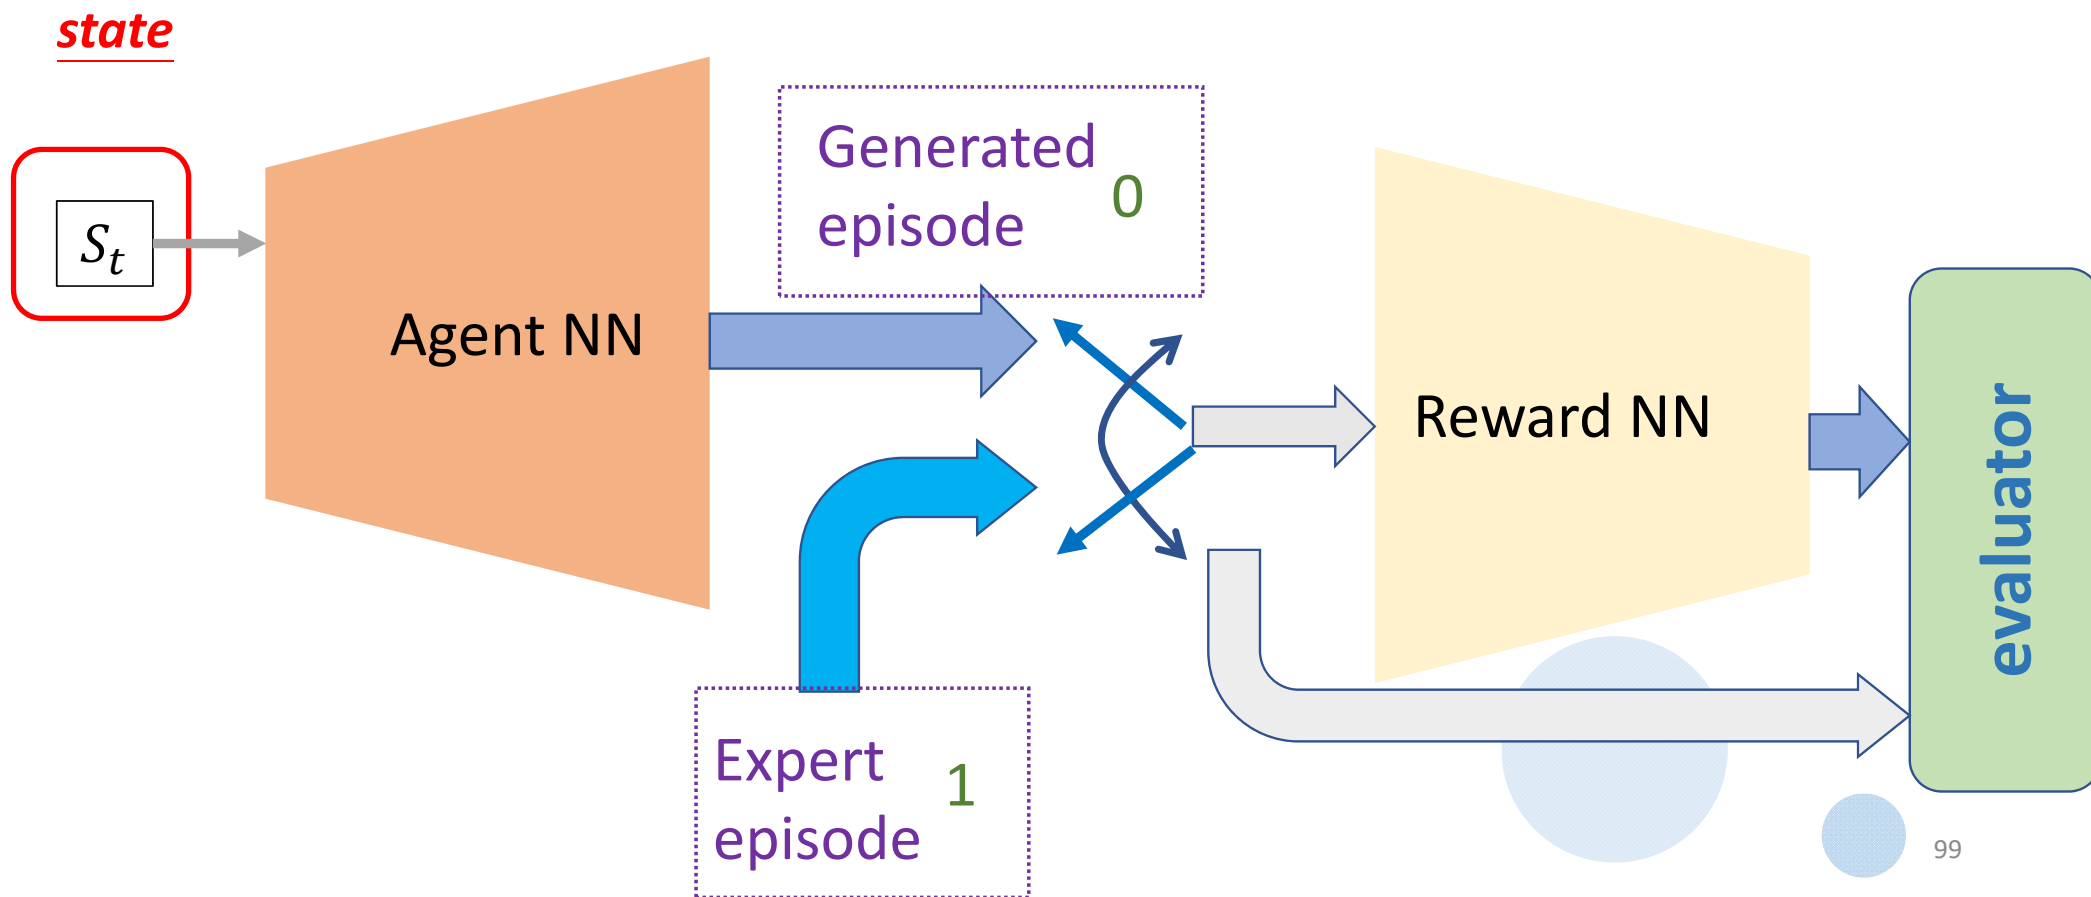 state
S_t
Agent NN
Generated
episode
0
Reward NN
evaluator
Expert
episode
1
99